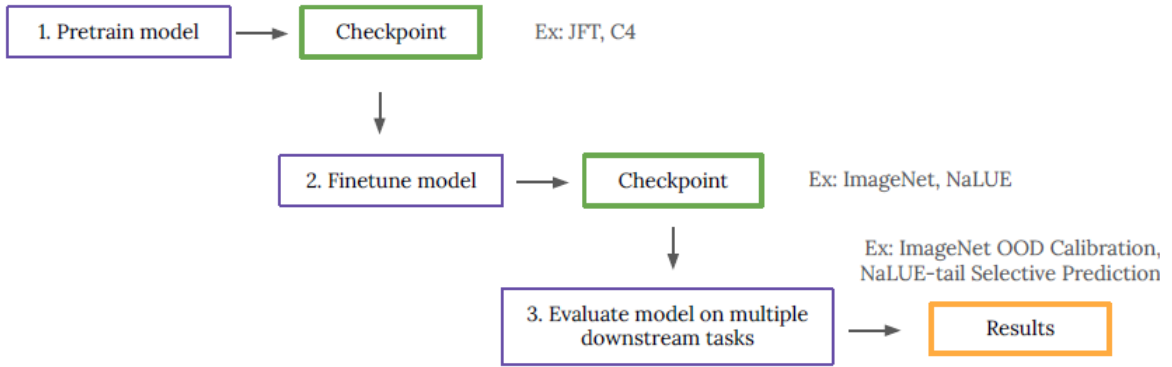 1. Pretrain model
Checkpoint
Ex: JFT, C4
2. Finetune model
Checkpoint
Ex: ImageNet, NaLUE
Ex: ImageNet OOD Calibration,
NaLUE-tail Selective Prediction
3. Evaluate model on multiple
downstream tasks
Results